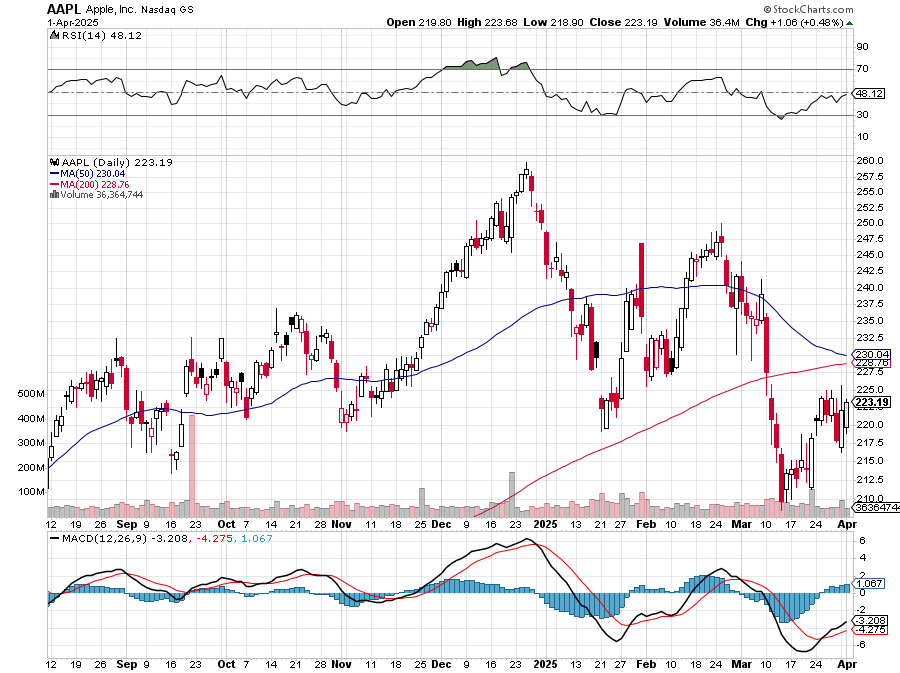 AAPL Apple, Inc. Nasdaq GS
© StockCharts.com
1-Apr-2025
Open 219.80 High 223.68 Low 218.90 Close 223.19 Volume 36.4M Chg +1.06 (+0.48%)
RSI(14) 48.12
90
70
50
48.12
30
10
AAPL (Daily) 223.19
MA(50) 230.04
MA(200) 228.76
Volume 36,364,744
260.0
257.5
255.0
252.5
250.0
247.5
245.0
242.5
240.0
237.5
235.0
232.5
230.04
228.76
227.5
225.0
223.19
220.0
217.5
215.0
212.5
210.0
36364744
500M
400M
300M
200M
100M
12 19 26 Sep 9 16 23 Oct 7 14 21 28 Nov 11 18 25 Dec 9 16 23 2025 13 21 27 Feb 10 18 24 Mar 10 17 24 Apr
MACD(12,26,9) -3.208, -4.275, 1.067
6
4
2
1.067
0
-2
-3.208
-4.275
-6
12 19 26 Sep 9 16 23 Oct 7 14 21 28 Nov 11 18 25 Dec 9 16 23 2025 13 21 27 Feb 10 18 24 Mar 10 17 24 Apr